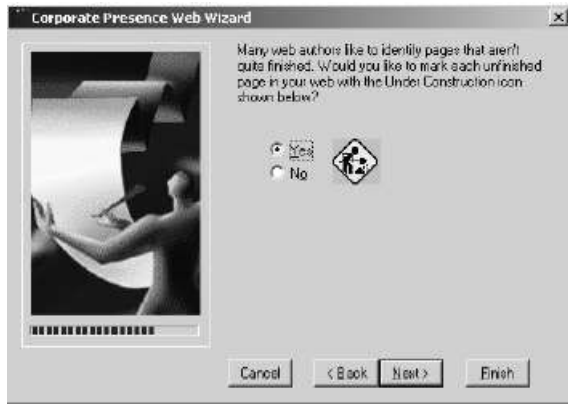 Corporate Presence Web Wizard
Many web authors like to identify pages that aren't
quite finished. Would you like to mark each unfinished
page in your web with the Under Construction icon
shown below?
Yes
No
Cancel
< Back
Next >
Finish